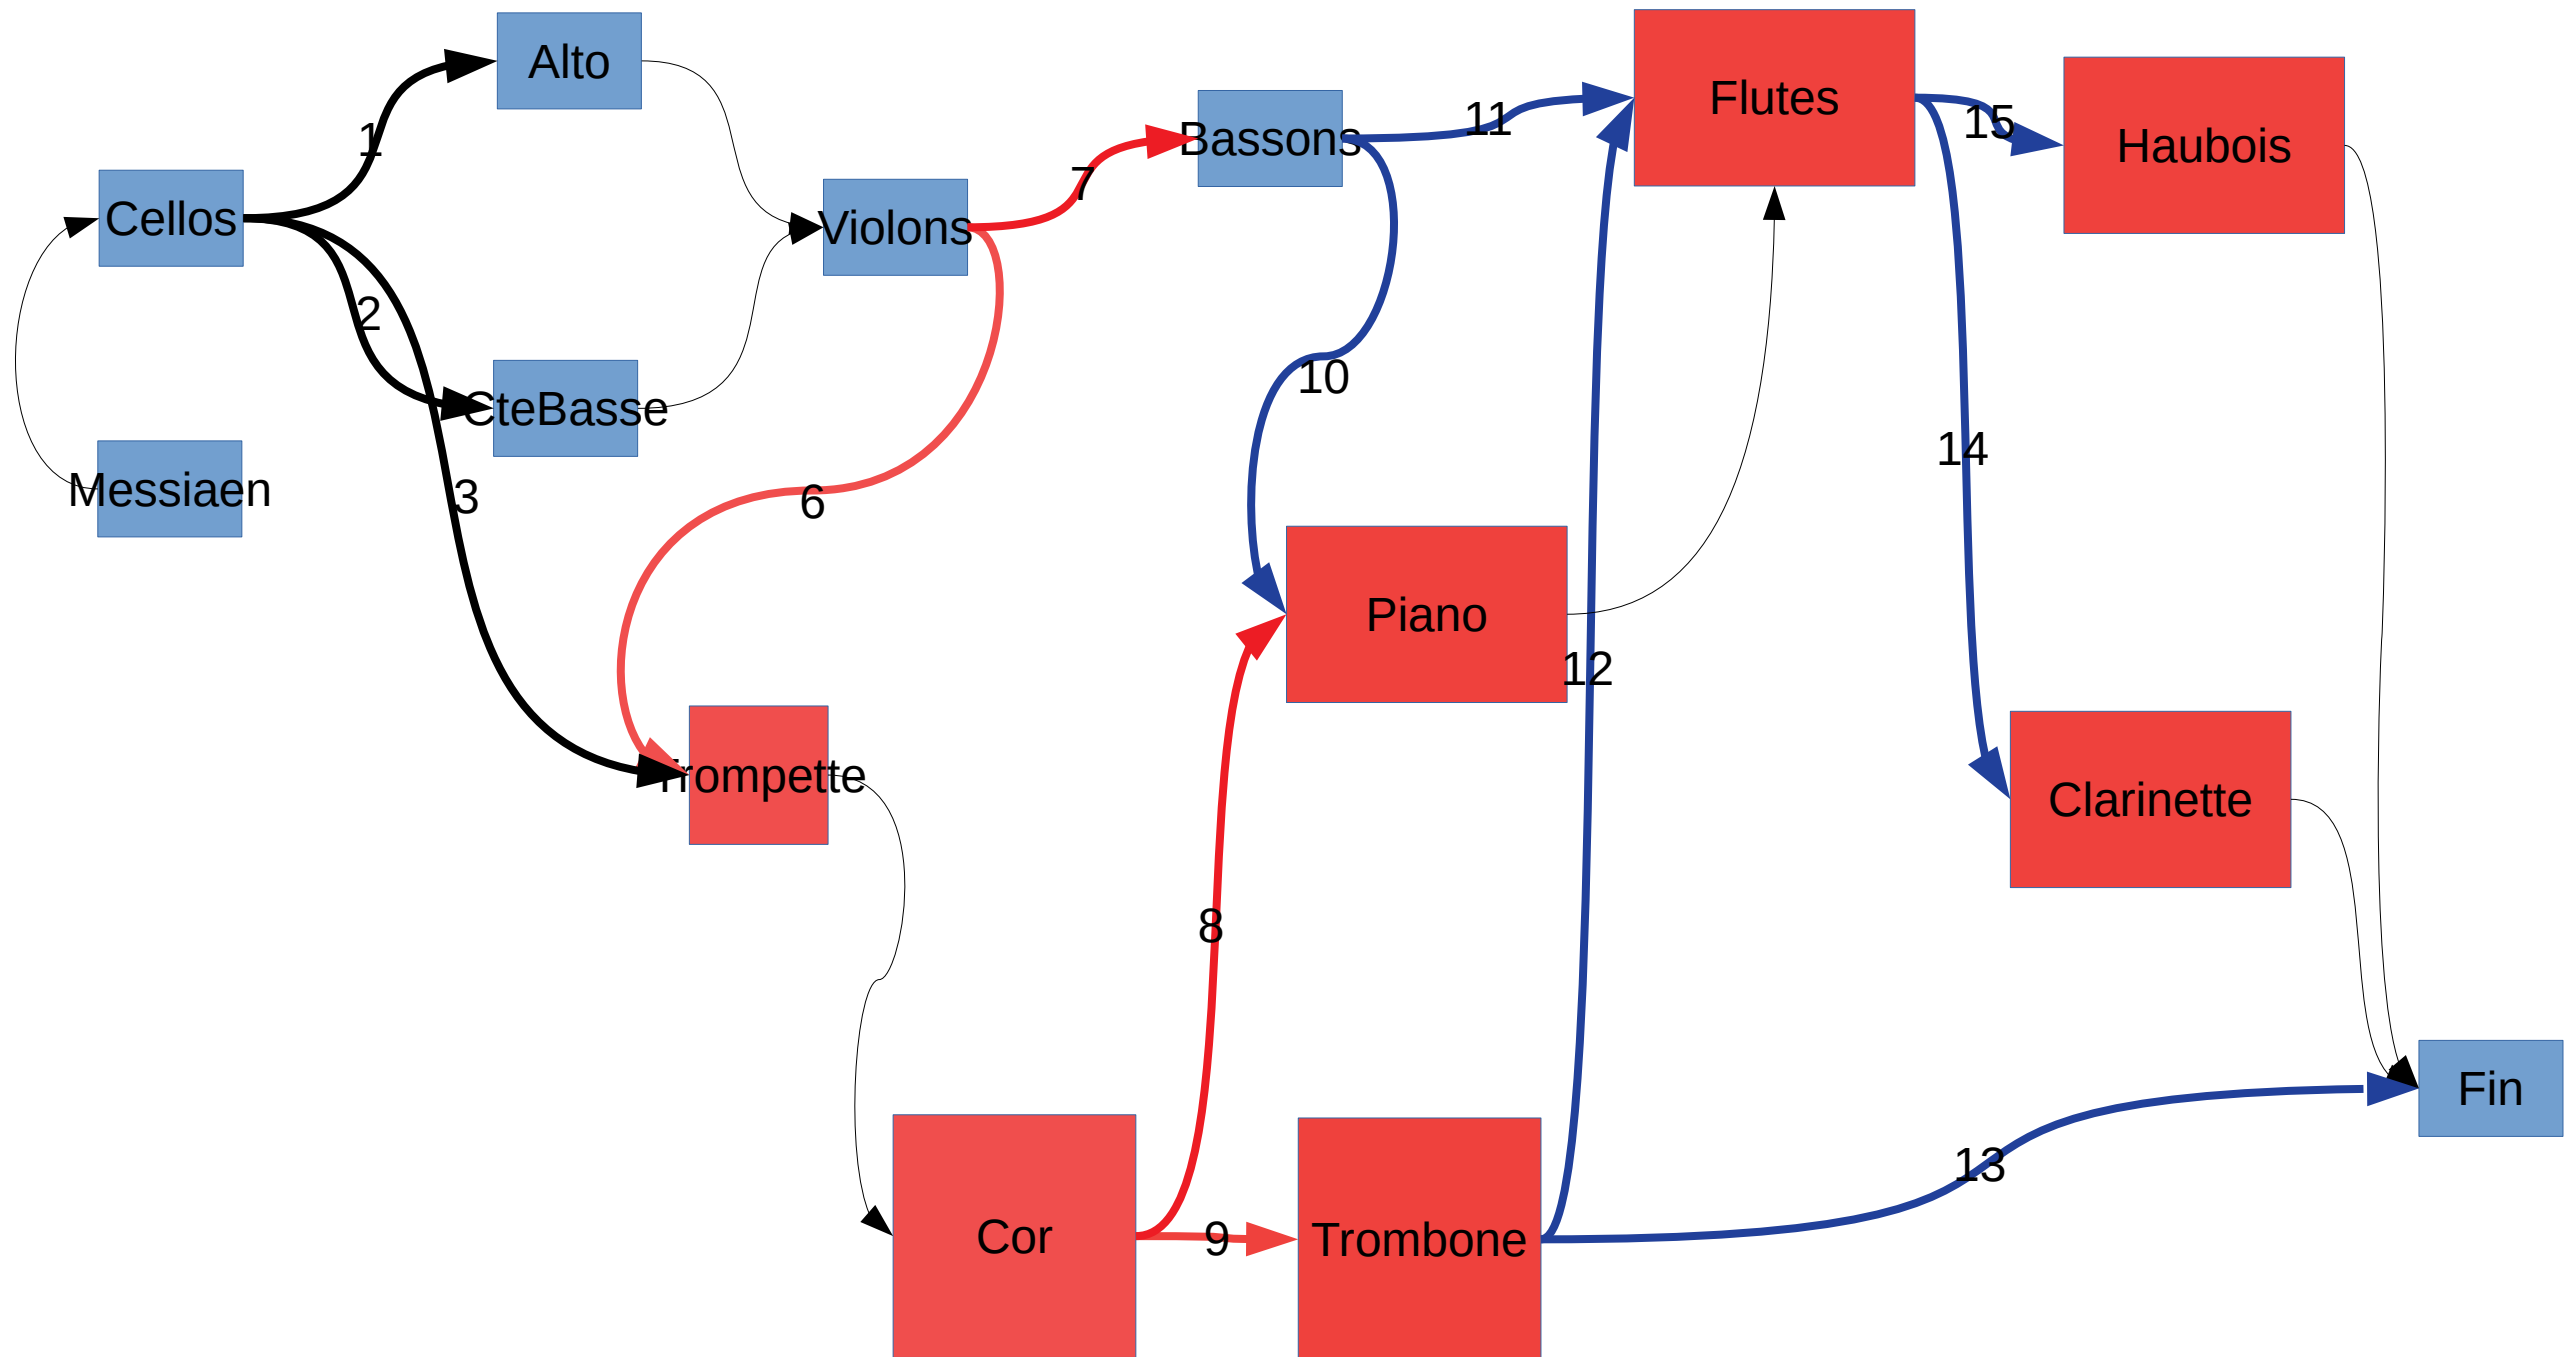 Alto
Flutes
Haubois
Bassons
11
15
1
7
Cellos
Violons
2
10
CteBasse
14
Messiaen
3
6
Piano
12
Trompette
Clarinette
8
Fin
13
Cor
9
Trombone